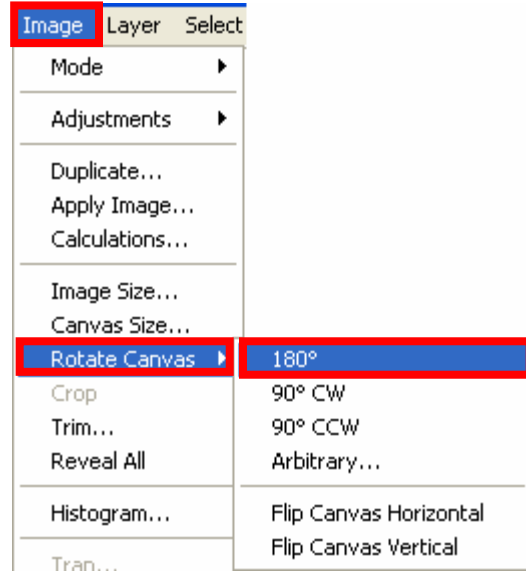 Image Layer Select
Mode
Adjustments
Duplicate...
Apply Image...
Calculations...
Image Size...
Canvas Size...
Rotate Canvas
180°
Crop
90° CW
Trim...
90° CCW
Reveal All
Arbitrary...
Histogram...
Flip Canvas Horizontal
Flip Canvas Vertical